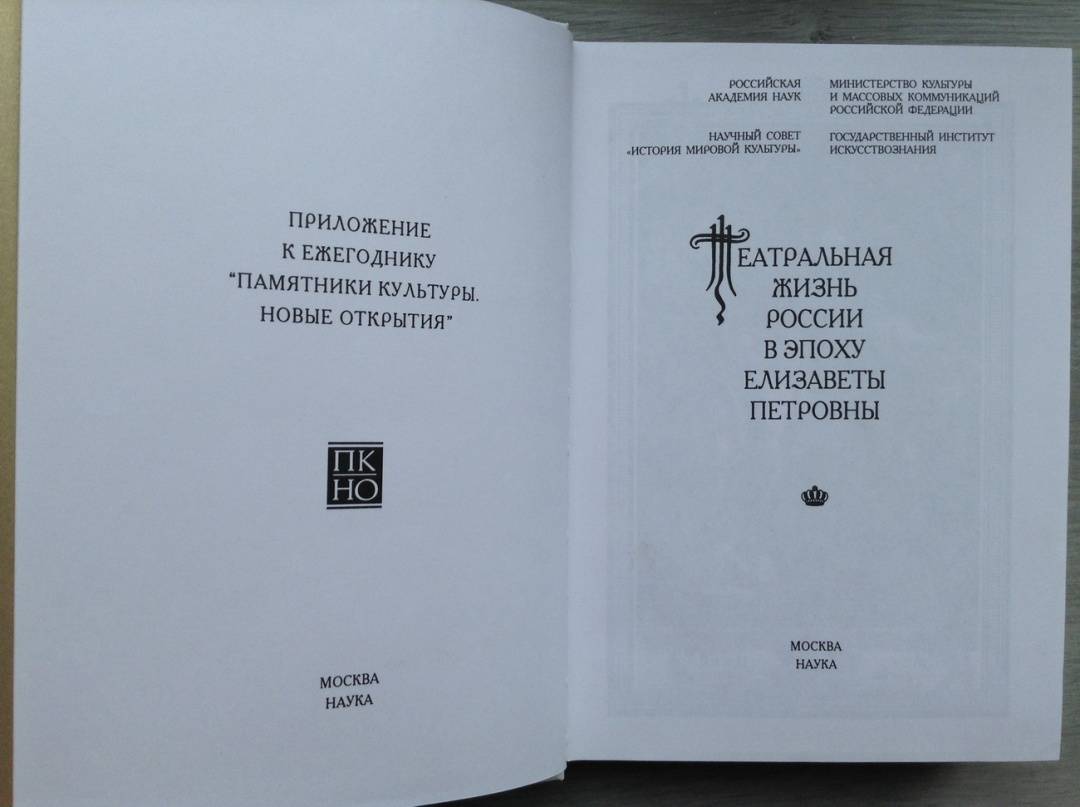 ПРИЛОЖЕНИЕ
К ЕЖЕГОДНИКУ
“ПАМЯТНИКИ КУЛЬТУРЫ.
НОВЫЕ ОТКРЫТИЯ”
ПК
НО
МОСКВА
НАУКА
РОССИЙСКАЯ
АКАДЕМИЯ НАУК
НАУЧНЫЙ СОВЕТ
“ИСТОРИЯ МИРОВОЙ КУЛЬТУРЫ”
МИНИСТЕРСТВО КУЛЬТУРЫ
И МАССОВЫХ КОММУНИКАЦИЙ
РОССИЙСКОЙ ФЕДЕРАЦИИ
ГОСУДАРСТВЕННЫЙ ИНСТИТУТ
ИСКУССТВОЗНАНИЯ
ТЕАТРАЛЬНАЯ
ЖИЗНЬ
РОССИИ
В ЭПОХУ
ЕЛИЗАВЕТЫ
ПЕТРОВНЫ
МОСКВА
НАУКА